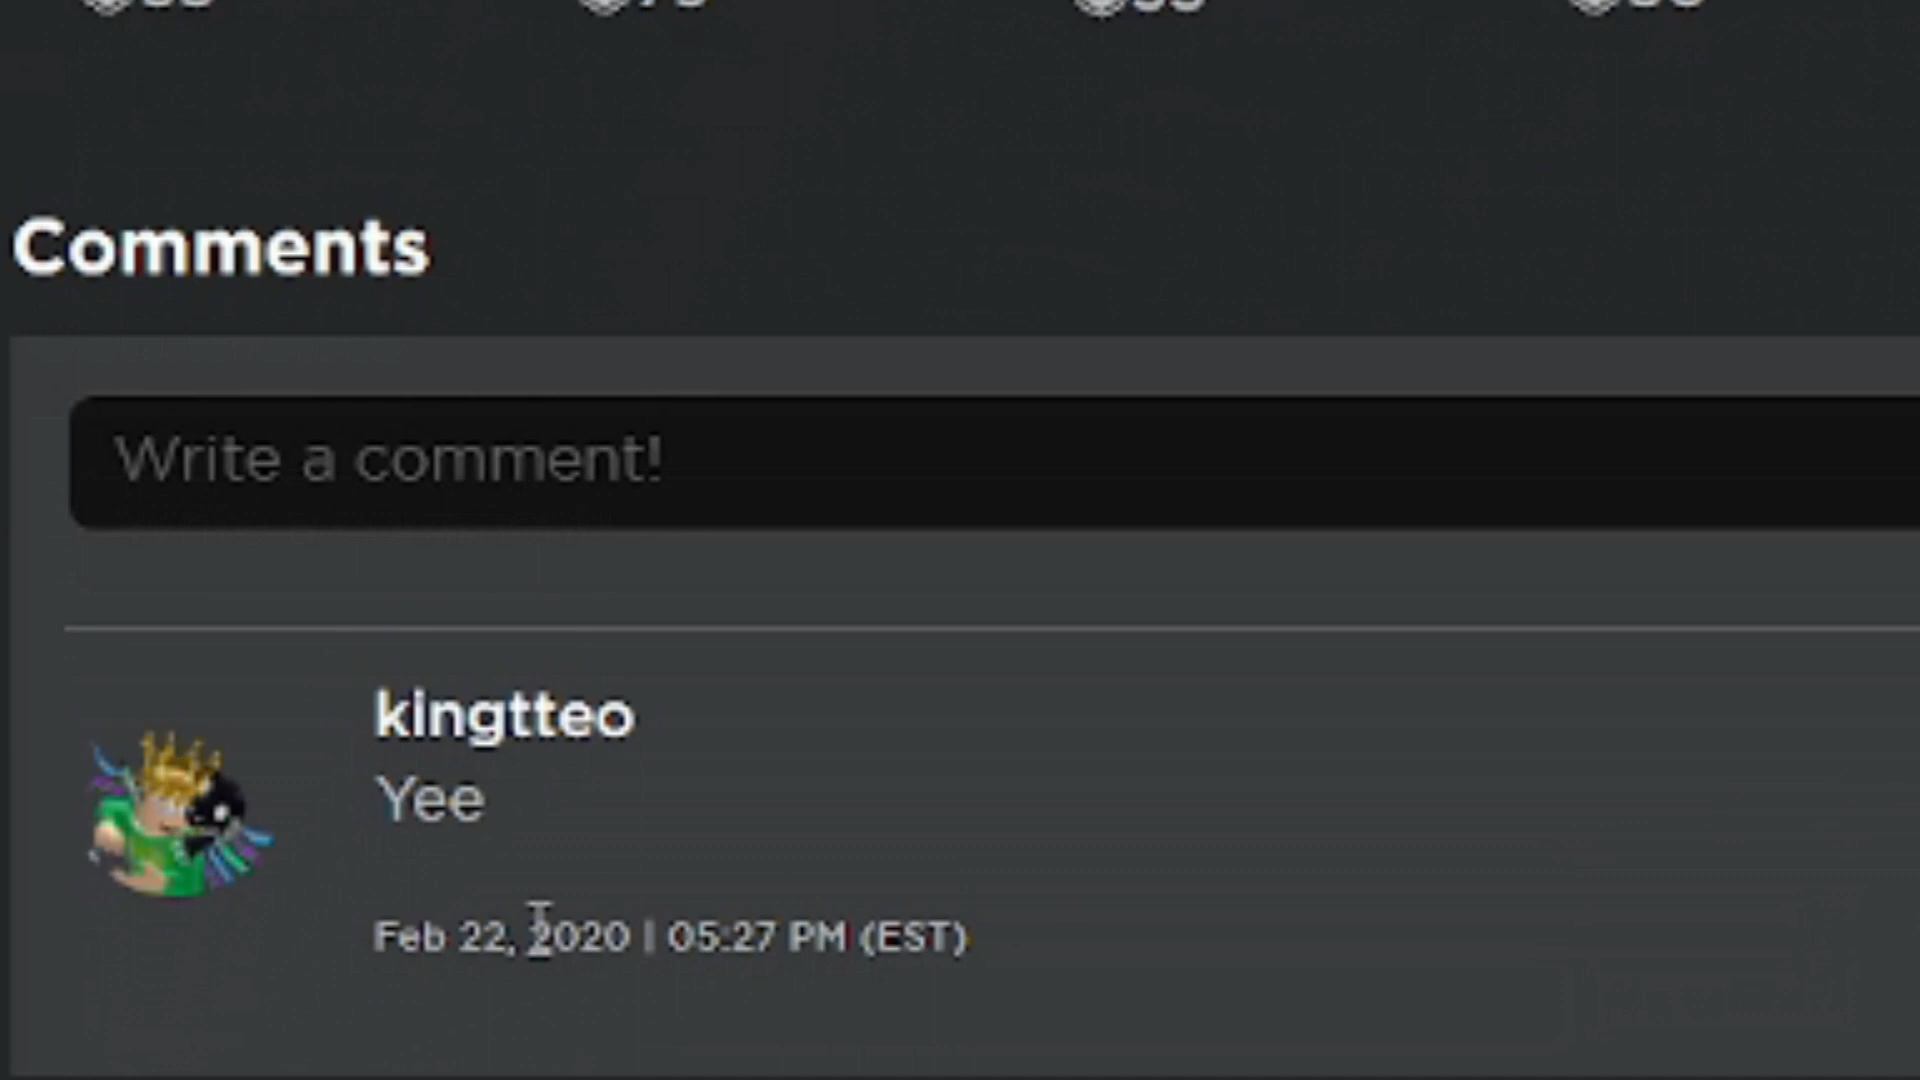 Comments
Write a comment!
kingtteo
Yee
Feb 22, 2020 | 05:27 PM (EST)